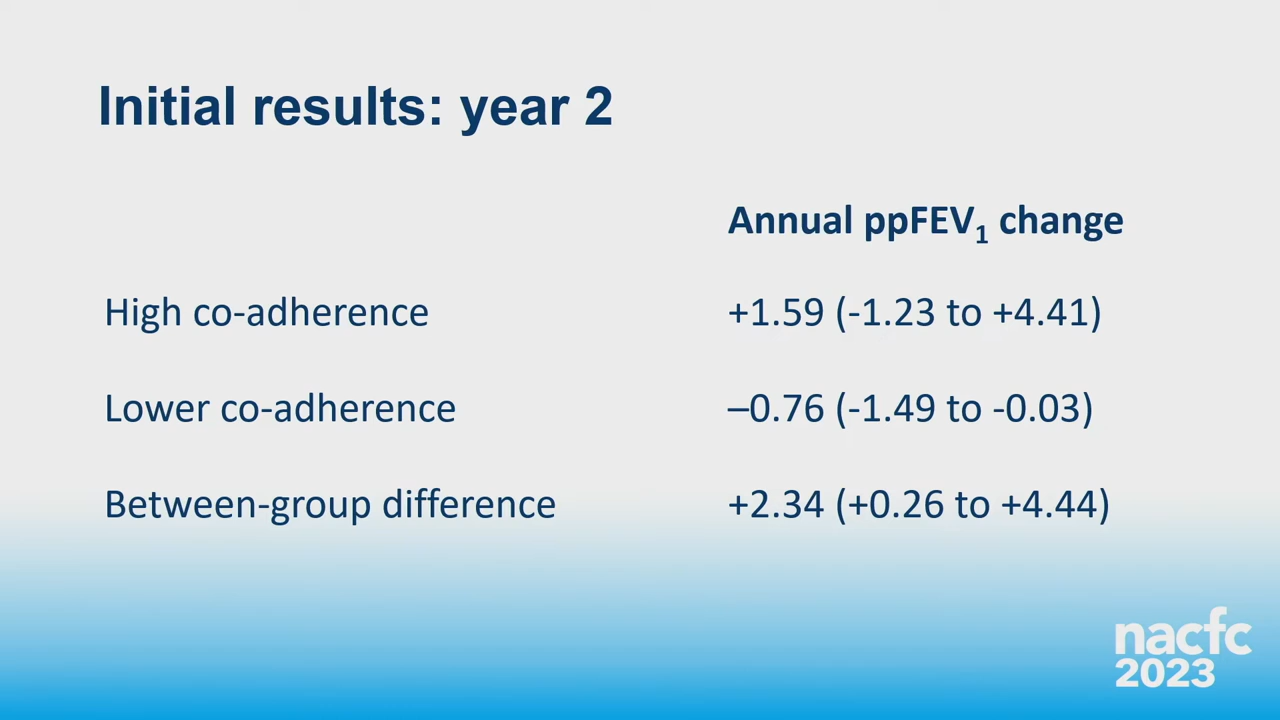 Initial results: year 2
Annual ppFEV₁ change
High co-adherence +1.59 (-1.23 to +4.41)
Lower co-adherence –0.76 (-1.49 to -0.03)
Between-group difference +2.34 (+0.26 to +4.44)
nacfc
2023